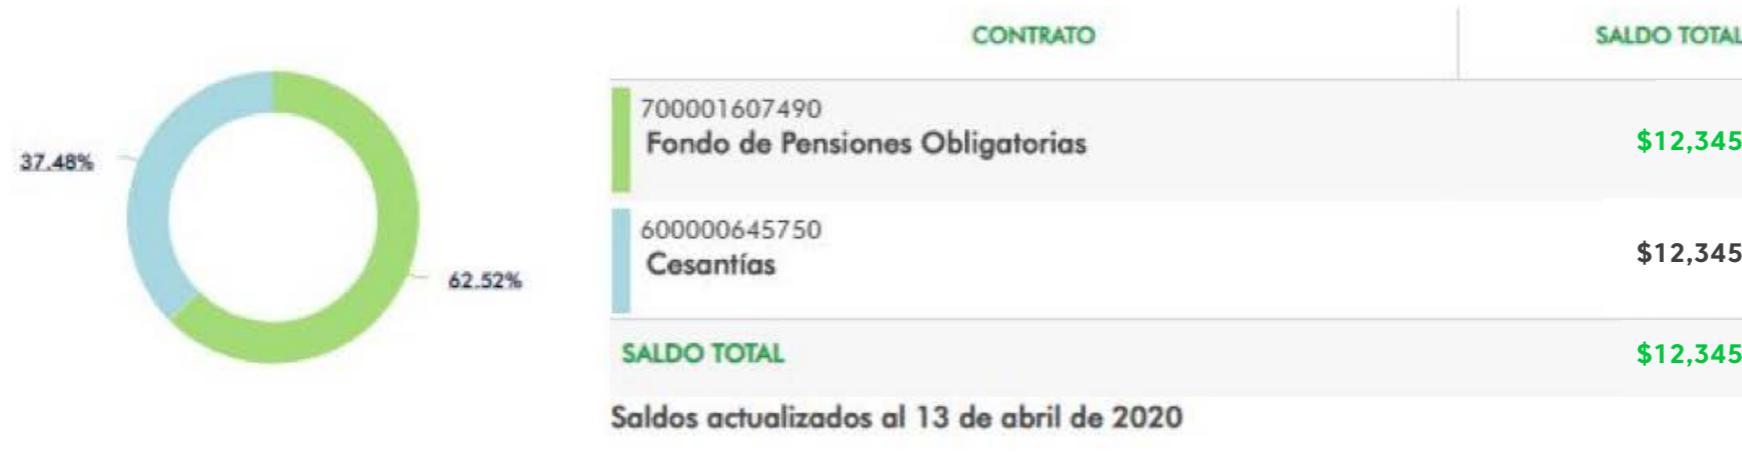 37.48%
62.52%
CONTRATO SALDO TOTAL
700001607490
Fondo de Pensiones Obligatorias $12,345
600000645750
Cesantías $12,345
SALDO TOTAL $12,345
Saldos actualizados al 13 de abril de 2020